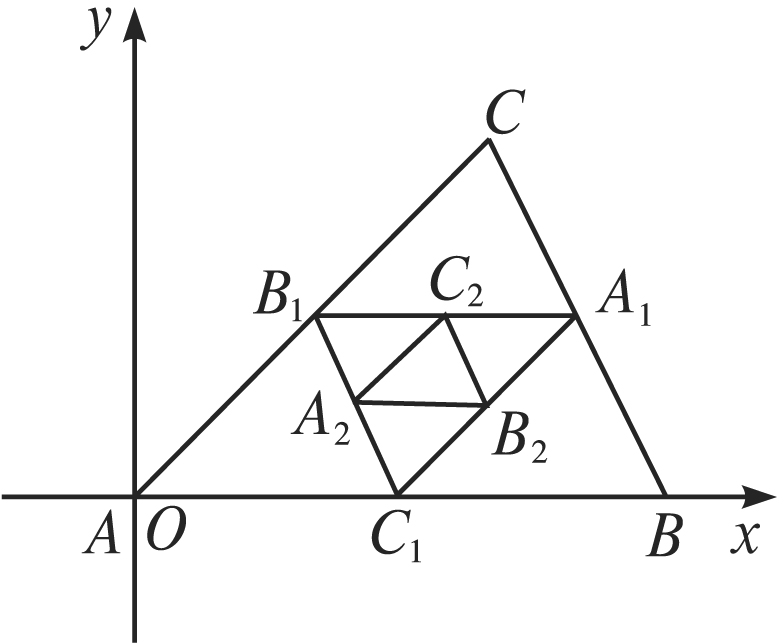 y
C
B₁ C₂ A₁
A₂ B₂
A O C₁ B x